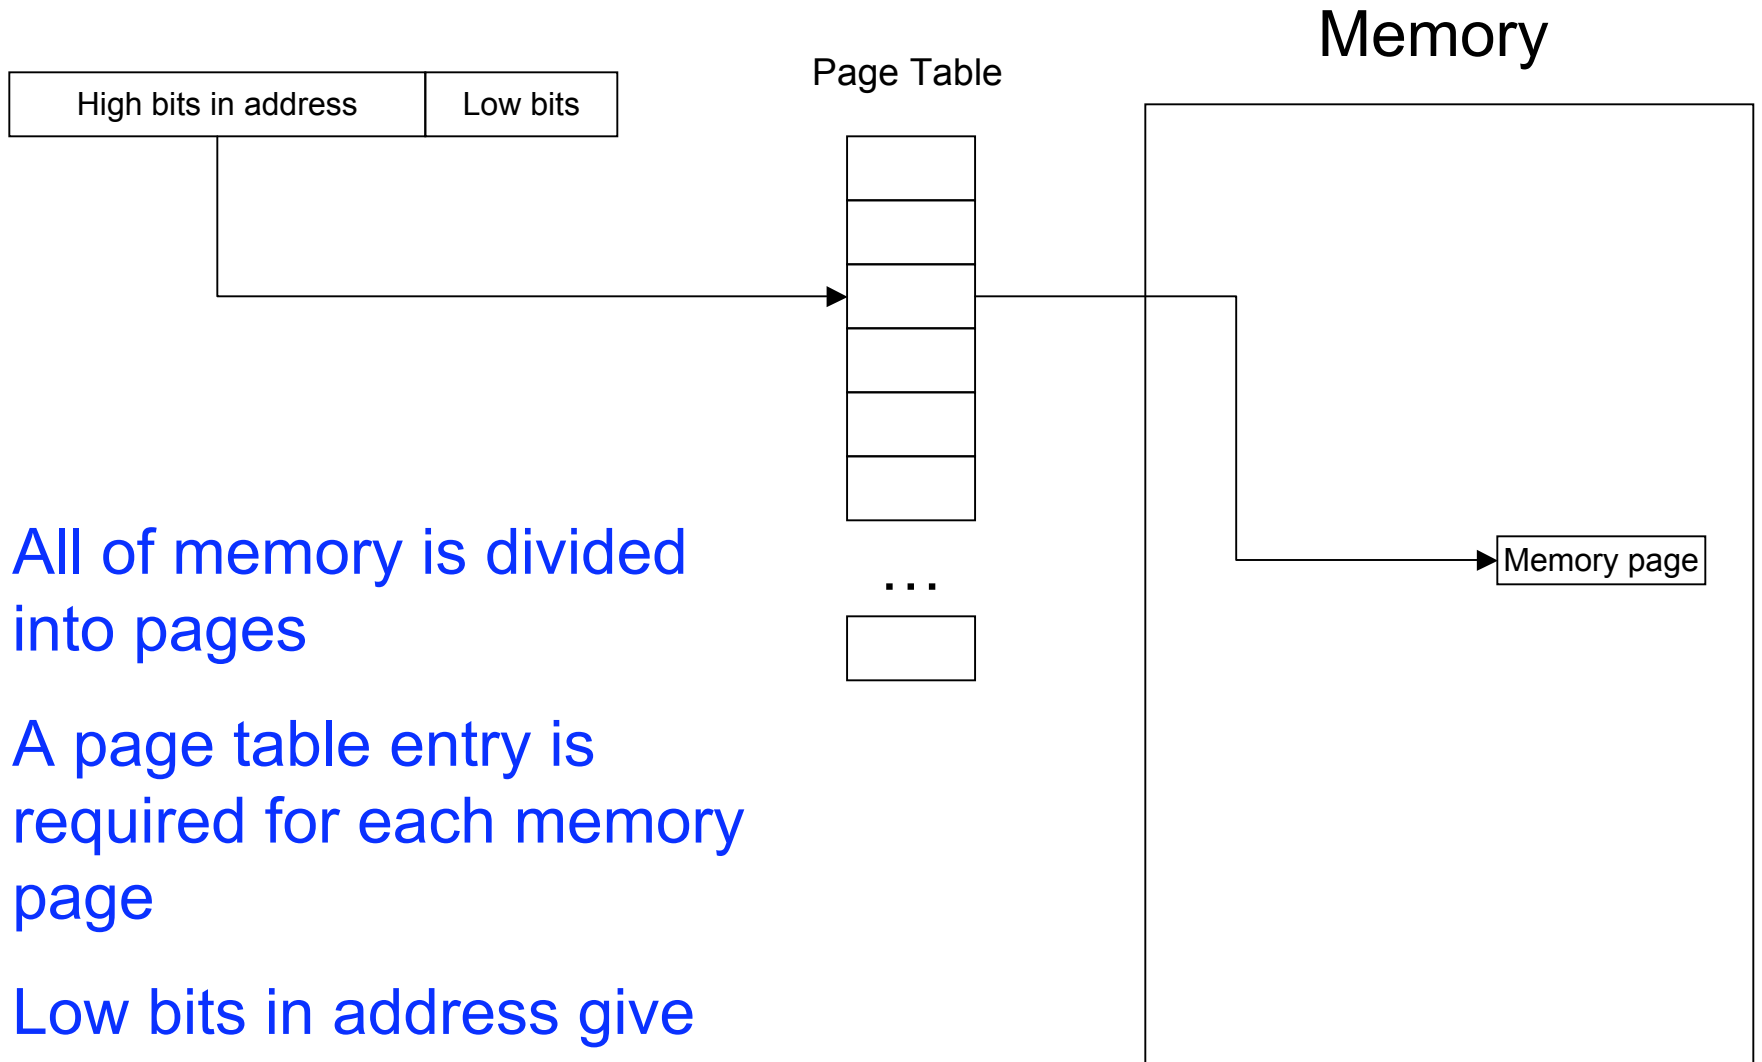 Memory
Page Table
High bits in address
Low bits
Memory page
...
All of memory is divided
into pages
A page table entry is
required for each memory
page
Low bits in address give